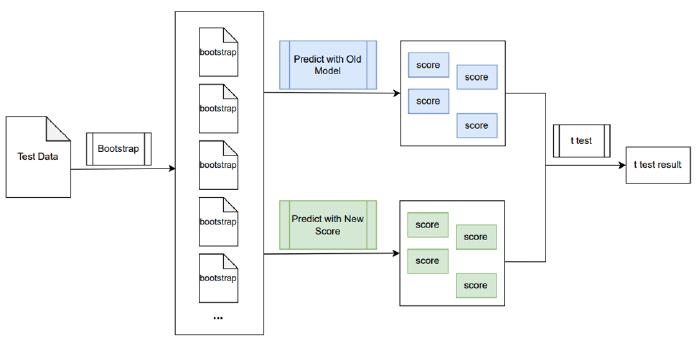 Test Data
Bootstrap
bootstrap
bootstrap
bootstrap
bootstrap
bootstrap
...
Predict with Old
Model
score
score
score
score
Predict with New
Score
score
score
score
score
t test
t test result